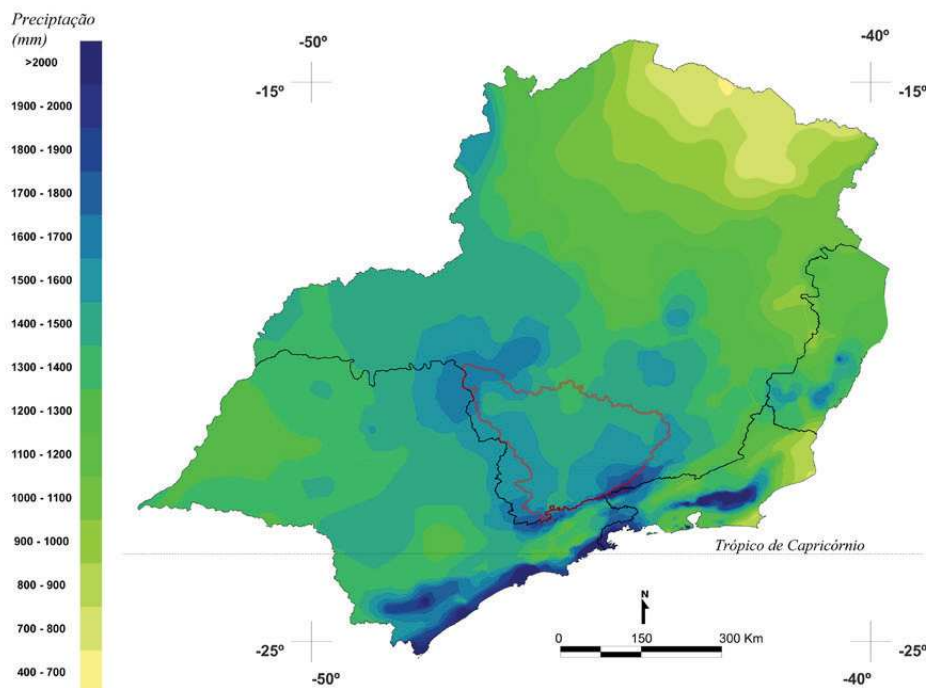 Preciptação
(mm)
>2000
1900 - 2000
1800 - 1900
1700 - 1800
1600 - 1700
1500 - 1600
1400 - 1500
1300 - 1400
1200 - 1300
1000 - 1100
900 - 1000
800 - 900
700 - 800
400 - 700
-50º
-40º
-15º
-15º
Trópico de Capricórnio
N
0 150 300 Km
-25º
-25º
-50º
-40º